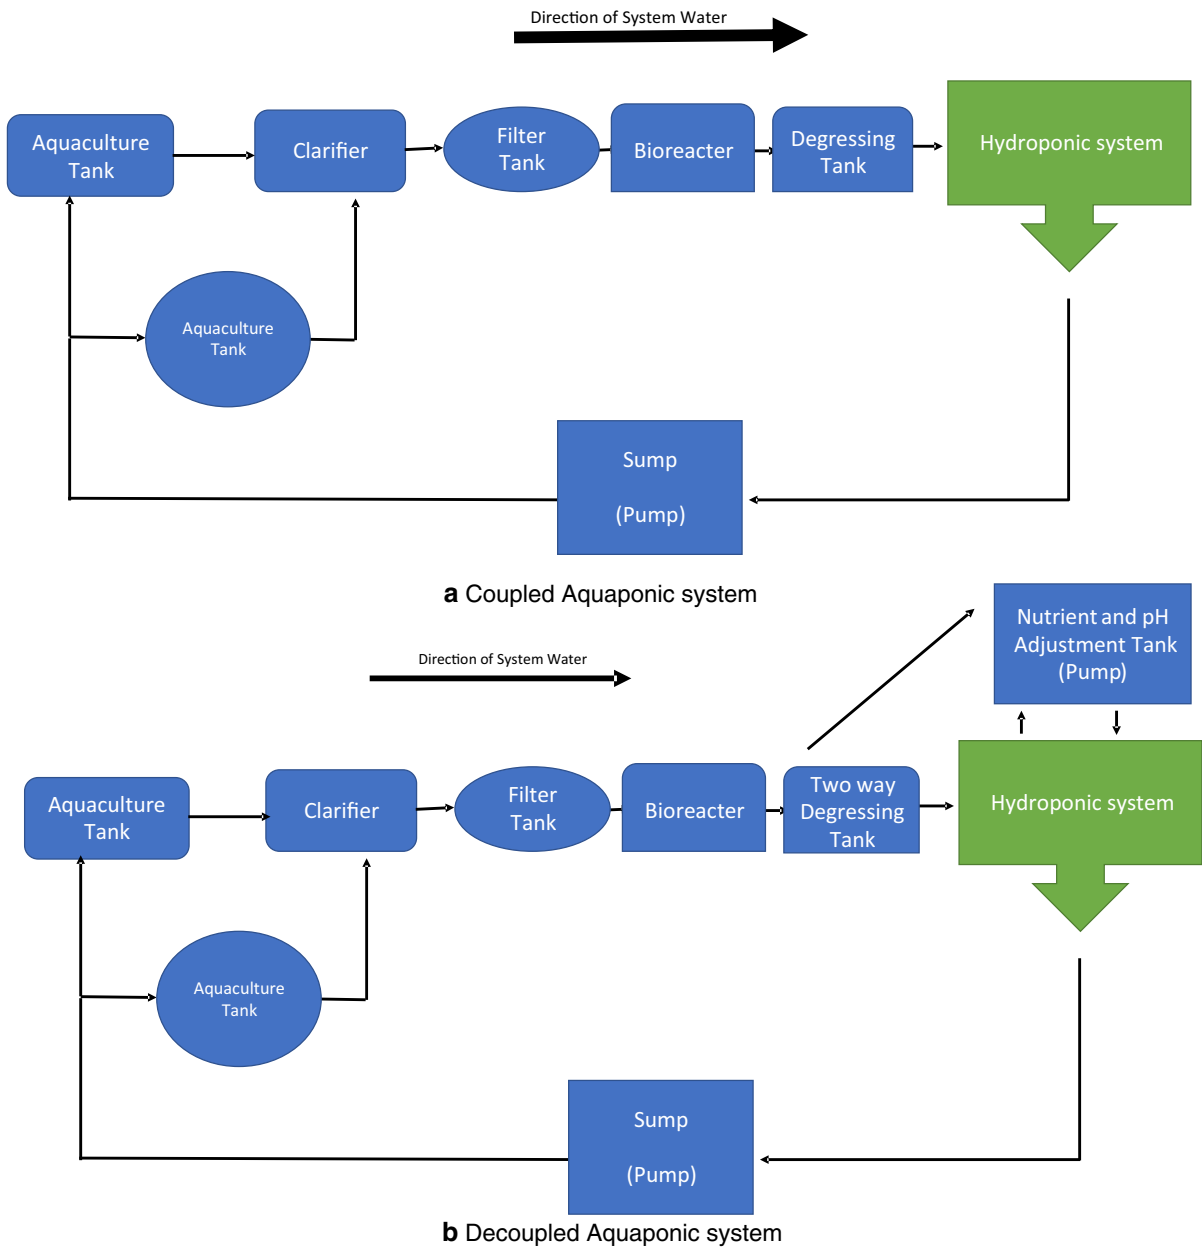 Direction of System Water
Aquaculture
Tank
Clarifier
Filter
Tank
Bioreacter
Degressing
Tank
Hydroponic system
Aquaculture
Tank
Sump
(Pump)
a Coupled Aquaponic system
Nutrient and pH
Adjustment Tank
(Pump)
Direction of System Water
Aquaculture
Tank
Clarifier
Filter
Tank
Bioreacter
Two way
Degressing
Tank
Hydroponic system
Aquaculture
Tank
Sump
(Pump)
b Decoupled Aquaponic system